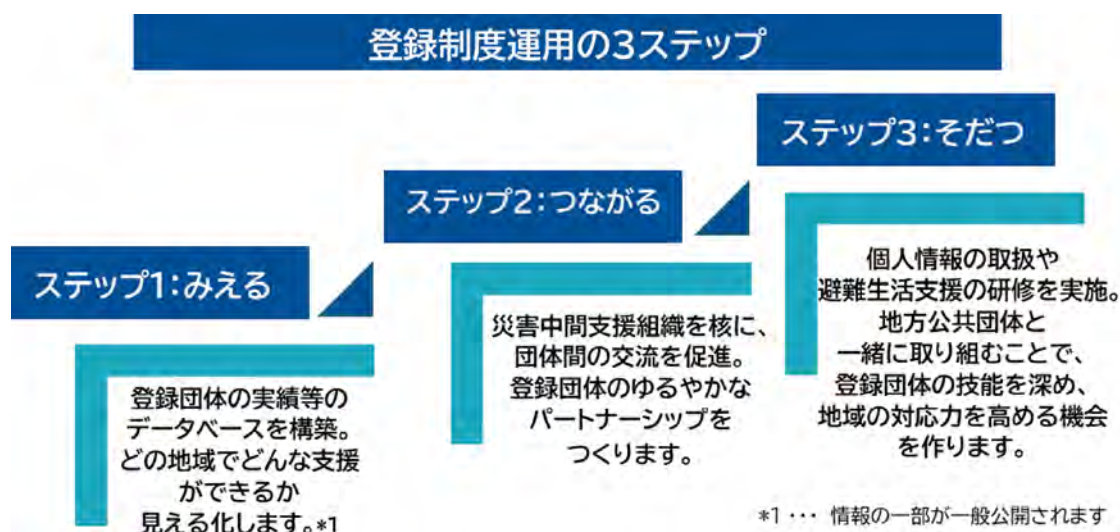 登録制度運用の3ステップ
ステップ1:みえる
登録団体の実績等の
データベースを構築。
どの地域でどんな支援
ができるか
見える化します。*1
ステップ2:つながる
災害中間支援組織を核に、
団体間の交流を促進。
登録団体のゆるやかな
パートナーシップを
つくります。
ステップ3:そだつ
個人情報の取扱や
避難生活支援の研修を実施。
地方公共団体と
一緒に取り組むことで、
登録団体の技能を深め、
地域の対応力を高める機会
を作ります。
*1・・・ 情報の一部が一般公開されます